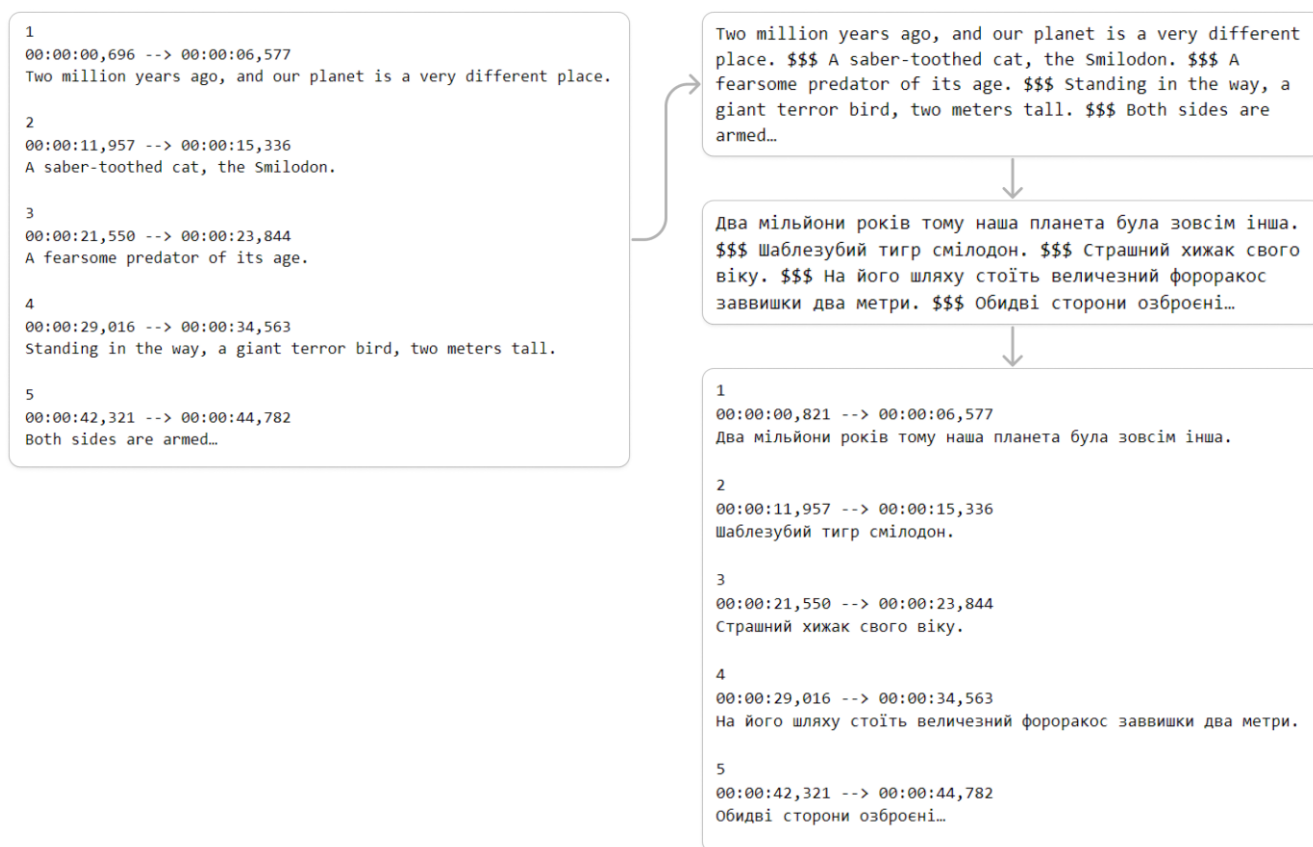 1
00:00:00,696 --> 00:00:06,577
Two million years ago, and our planet is a very different place.
2
00:00:11,957 --> 00:00:15,336
A saber-toothed cat, the Smilodon.
3
00:00:21,550 --> 00:00:23,844
A fearsome predator of its age.
4
00:00:29,016 --> 00:00:34,563
Standing in the way, a giant terror bird, two meters tall.
5
00:00:42,321 --> 00:00:44,782
Both sides are armed…
Two million years ago, and our planet is a very different
place. $$$ A saber-toothed cat, the Smilodon. $$$ A
fearsome predator of its age. $$$ Standing in the way, a
giant terror bird, two meters tall. $$$ Both sides are
armed…
Два мільйони років тому наша планета була зовсім інша.
$$$ Шаблезубий тигр смілодон. $$$ Страшний хижак свого
віку. $$$ На його шляху стоїть величезний фороракос
заввишки два метри. $$$ Обидві сторони озброєні…
1
00:00:00,821 --> 00:00:06,577
Два мільйони років тому наша планета була зовсім інша.
2
00:00:11,957 --> 00:00:15,336
Шаблезубий тигр смілодон.
3
00:00:21,550 --> 00:00:23,844
Страшний хижак свого віку.
4
00:00:29,016 --> 00:00:34,563
На його шляху стоїть величезний фороракос заввишки два метри.
5
00:00:42,321 --> 00:00:44,782
Обидві сторони озброєні…